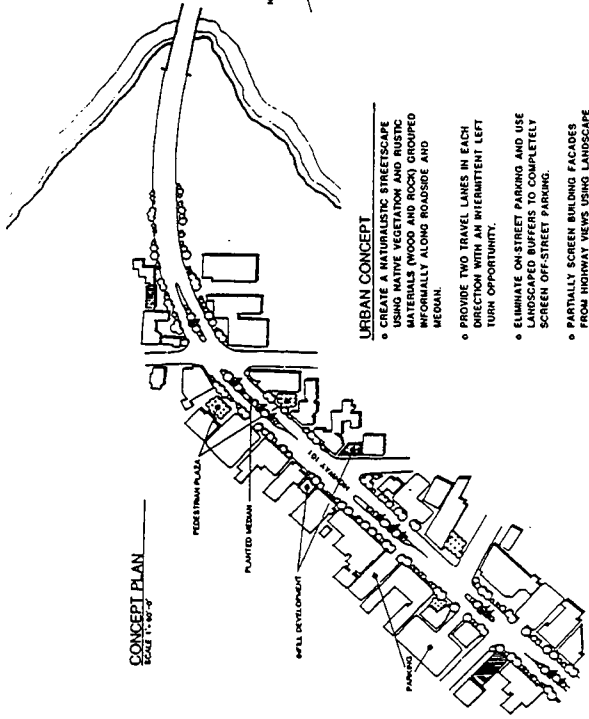 CONCEPT PLAN
SCALE 1"=60'-0"
PEDESTRIAN PLAZA
PLANTED MEDIAN
INFILL DEVELOPMENT
PARKING
HIGHWAY 101
URBAN CONCEPT
o CREATE A NATURALISTIC STREETSCAPE
USING NATIVE VEGETATION AND RUSTIC
MATERIALS (WOOD AND ROCK) GROUPED
INFORMALLY ALONG ROADSIDE AND
MEDIAN.
o PROVIDE TWO TRAVEL LANES IN EACH
DIRECTION WITH AN INTERMITTENT LEFT
TURN OPPORTUNITY.
o ELIMINATE ON-STREET PARKING AND USE
LANDSCAPED BUFFERS TO COMPLETELY
SCREEN OFF-STREET PARKING.
o PARTIALLY SCREEN BUILDING FACADES
FROM HIGHWAY VIEWS USING LANDSCAPE